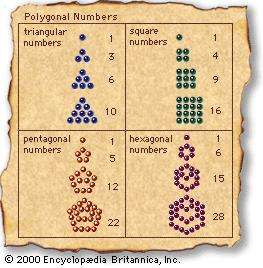 Polygonal Numbers
triangular
numbers
1
3
6
10
square
numbers
1
4
9
16
pentagonal
numbers
1
5
12
22
hexagonal
numbers
1
6
15
28
© 2000 Encyclopædia Britannica, Inc.